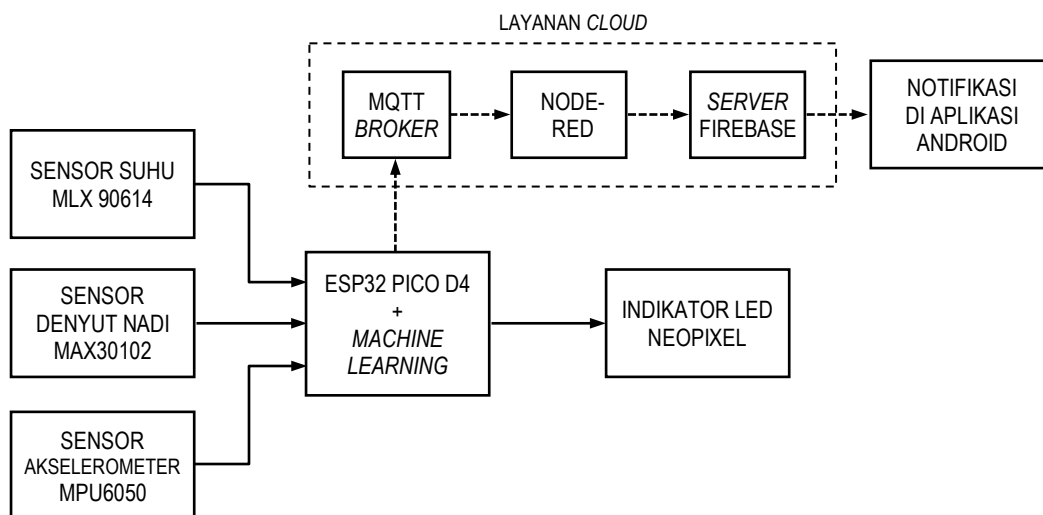 LAYANAN CLOUD
MQTT
BROKER
NODE-
RED
SERVER
FIREBASE
NOTIFIKASI
DI APLIKASI
ANDROID
SENSOR SUHU
MLX 90614
SENSOR
DENYUT NADI
MAX30102
SENSOR
AKSELEROMETER
MPU6050
ESP32 PICO D4
+
MACHINE
LEARNING
INDIKATOR LED
NEOPIXEL